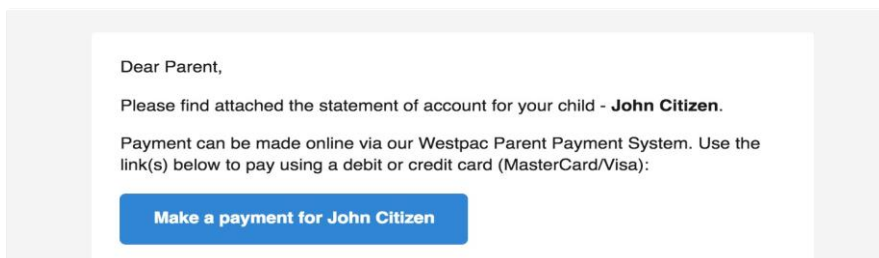 Dear Parent,
Please find attached the statement of account for your child - John Citizen.
Payment can be made online via our Westpac Parent Payment System. Use the
link(s) below to pay using a debit or credit card (MasterCard/Visa):
Make a payment for John Citizen